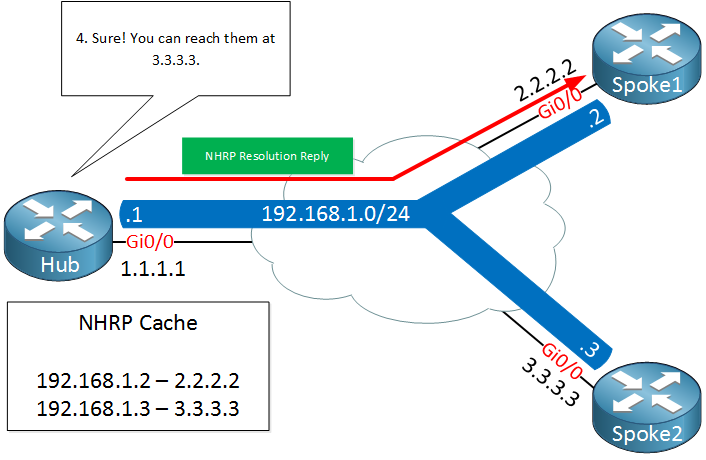 4. Sure! You can reach them at
3.3.3.3.
NHRP Resolution Reply
2.2.2.2
Gi0/0
Spoke1
.2
.1
192.168.1.0/24
Gi0/0
Hub
1.1.1.1
NHRP Cache
192.168.1.2 – 2.2.2.2
192.168.1.3 – 3.3.3.3
.3
Gi0/0
3.3.3.3
Spoke2